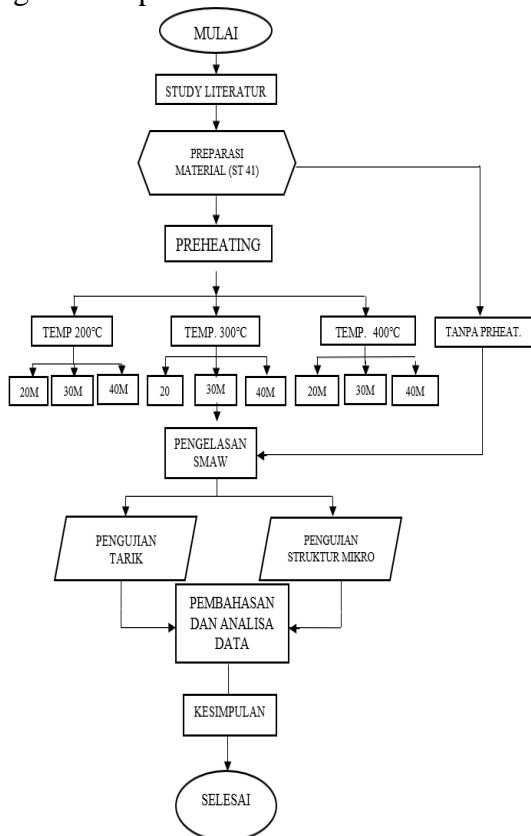 MULAI
STUDY LITERATUR
PREPARASI
MATERIAL (ST 41)
PREHEATING
TEMP 200°C
TEMP. 300°C
TEMP. 400°C
TANPA PRHEAT.
20M
30M
40M
20
30M
40M
20M
30M
40M
PENGELASAN
SMAW
PENGUJIAN
TARIK
PENGUJIAN
STRUKTUR MIKRO
PEMBAHASAN
DAN ANALISA
DATA
KESIMPULAN
SELESAI